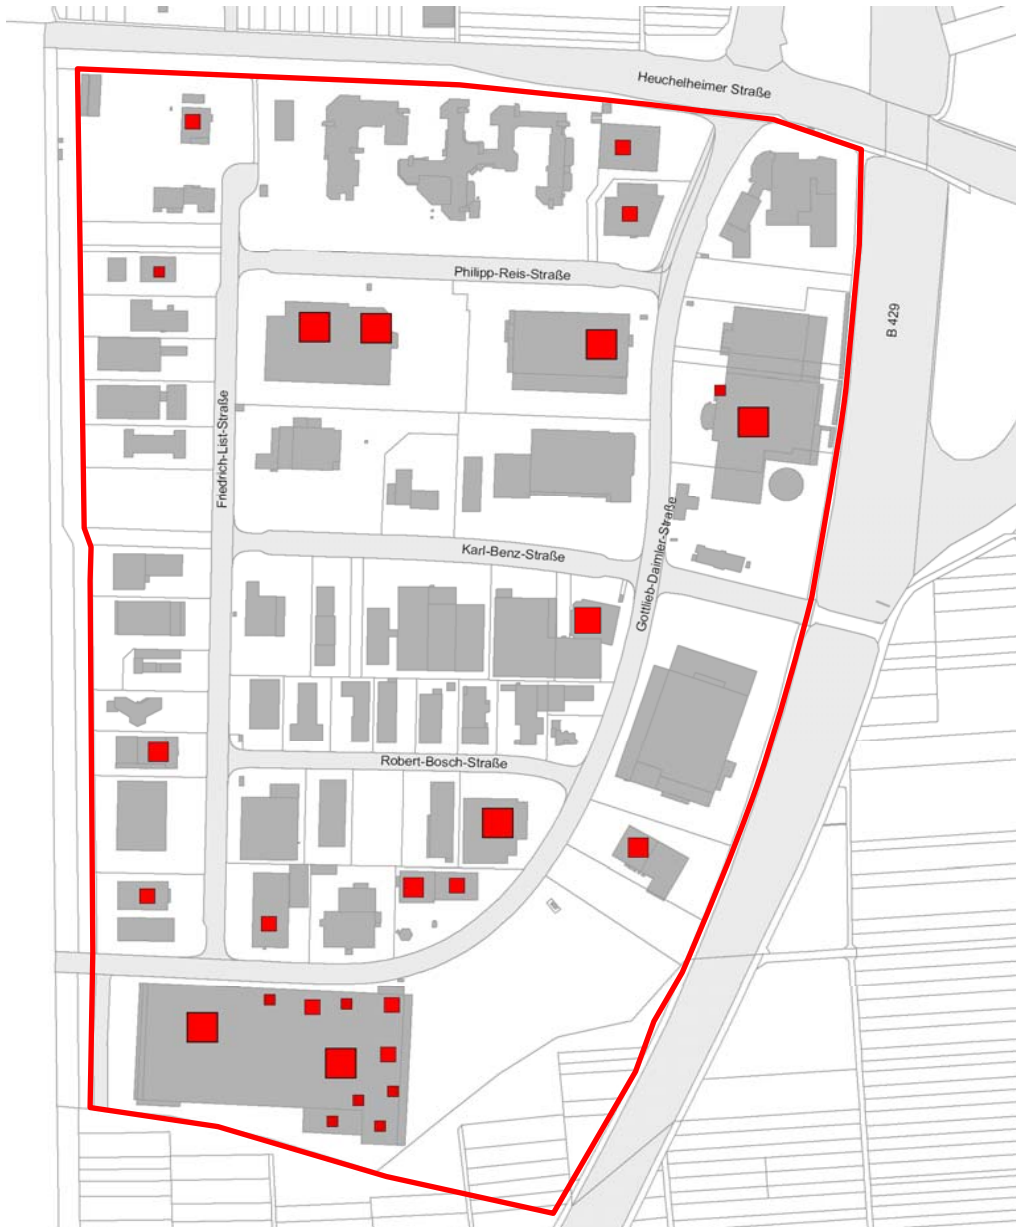 Heuchelheimer Straße
Philipp-Reis-Straße
B 429
Friedrich-List-Straße
Karl-Benz-Straße
Gottlieb-Daimler-Straße
Robert-Bosch-Straße